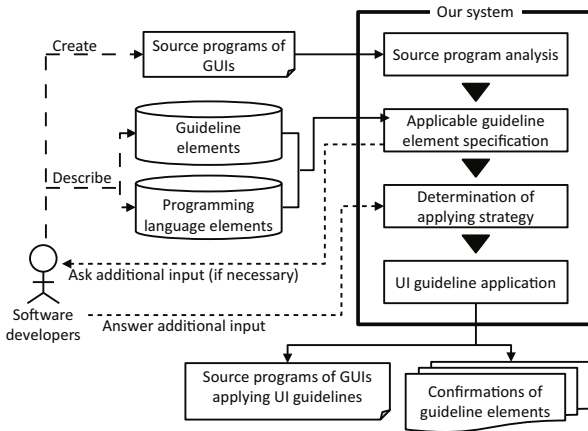 Our system
Create
Source programs of
GUIs
Source program analysis
Guideline
elements
Applicable guideline
element specification
Describe
Programming
language elements
Determination of
applying strategy
Ask additional input (if necessary)
UI guideline application
Software
developers
Answer additional input
Source programs of GUIs
applying UI guidelines
Confirmations of
guideline elements